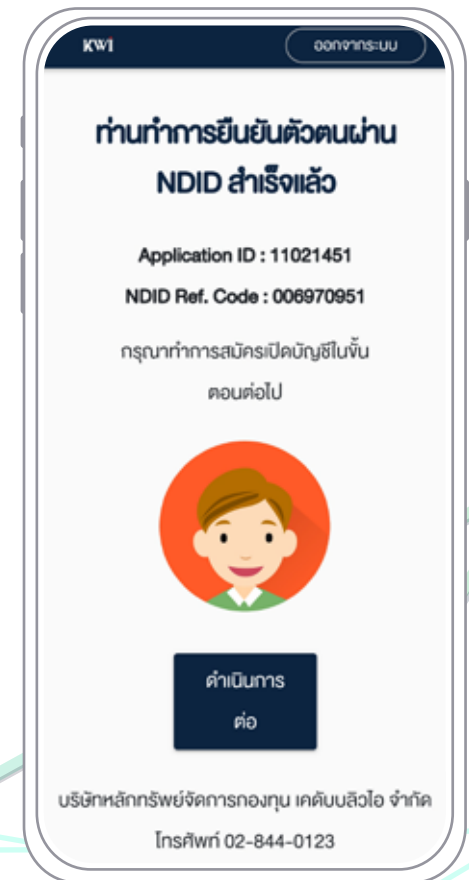 KWI
ออกจากระบบ
ท่านทำการยืนยันตัวตนผ่าน
NDID สำเร็จแล้ว
Application ID : 11021451
NDID Ref. Code : 006970951
กรุณาทำการสมัครเปิดบัญชีในขั้น
ตอนต่อไป
ดำเนินการ
ต่อ
บริษัทหลักทรัพย์จัดการกองทุน เคดับบลิวไอ จำกัด
โทรศัพท์ 02-844-0123